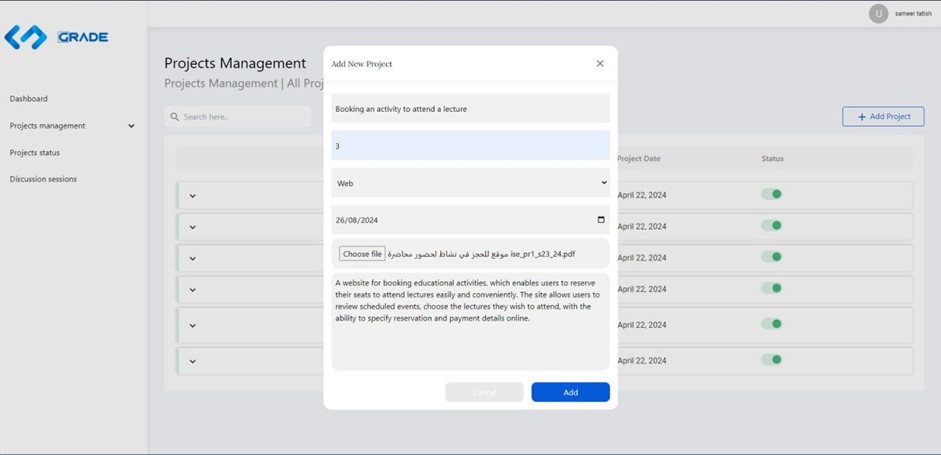 GRADE
U
sameer tatish
Dashboard
Projects management
Projects status
Discussion sessions
Projects Management
Projects Management | All Proj
Search here..
+ Add Project
Project Date
Status
April 22, 2024
April 22, 2024
April 22, 2024
April 22, 2024
April 22, 2024
April 22, 2024
Add New Project
Booking an activity to attend a lecture
3
Web
26/08/2024
Choose file موقع للحجز في نشاط لحضور محاضرة ise_pr1_s23_24.pdf
A website for booking educational activities, which enables users to reserve
their seats to attend lectures easily and conveniently. The site allows users to
review scheduled events, choose the lectures they wish to attend, with the
ability to specify reservation and payment details online.
Cancel
Add